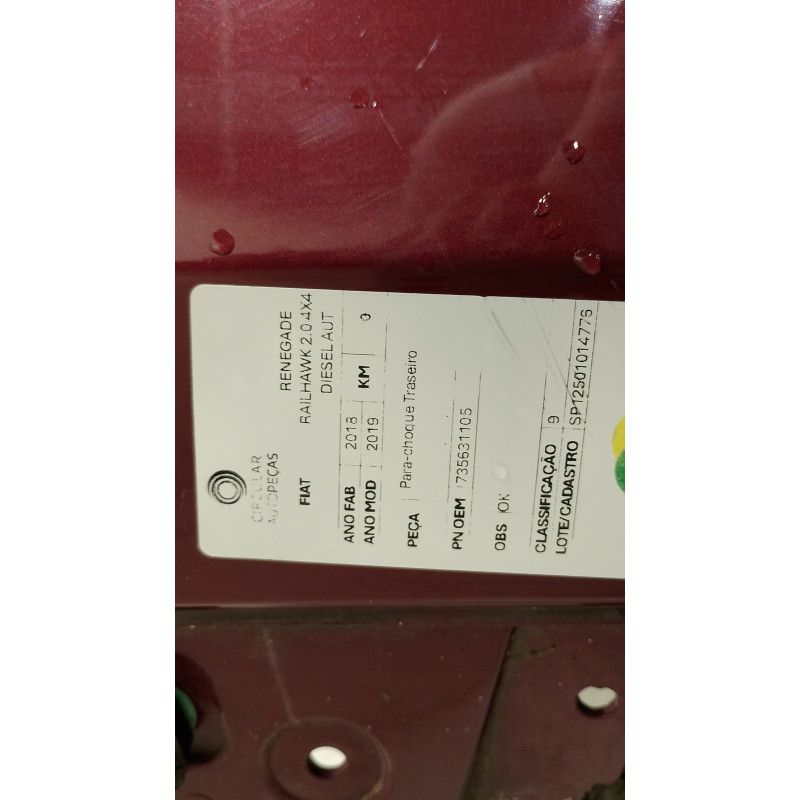 CIRCULAR
AUTOPEÇAS
FIAT
RENEGADE
RAILHAWK 2.0 4X4
DIESEL AUT
ANO FAB 2018
ANO MOD 2019 KM 0
PEÇA Para-choque Traseiro
PN OEM 735631105
OBS OK
CLASSIFICAÇÃO 9
LOTE/CADASTRO SP12501014776